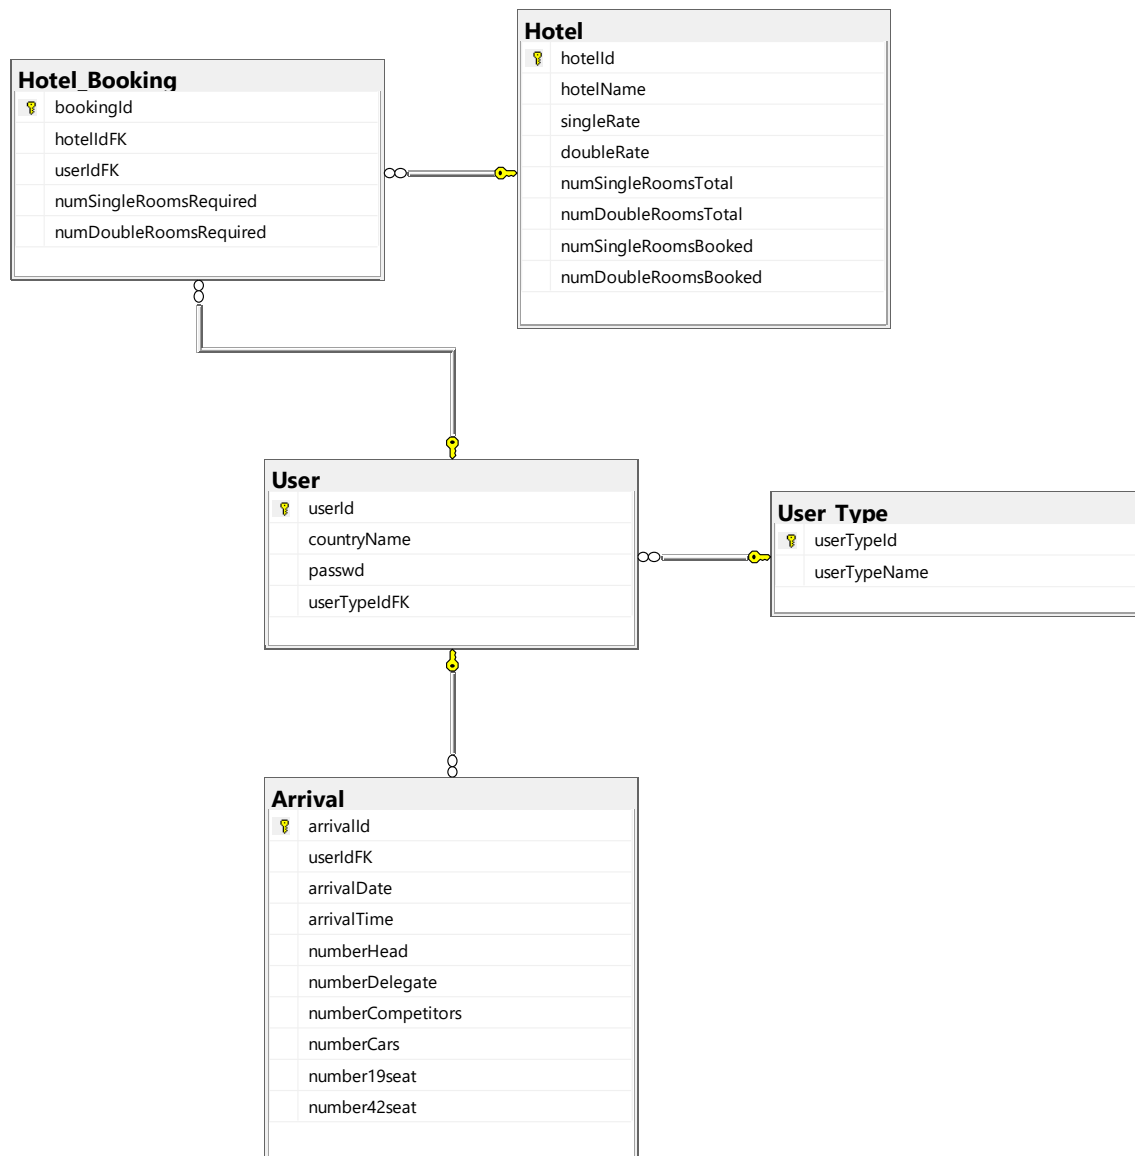 Hotel
hotelId
hotelName
singleRate
doubleRate
numSingleRoomsTotal
numDoubleRoomsTotal
numSingleRoomsBooked
numDoubleRoomsBooked
Hotel_Booking
bookingId
hotelIdFK
userIdFK
numSingleRoomsRequired
numDoubleRoomsRequired
User
userId
countryName
passwd
userTypeIdFK
User_Type
userTypeId
userTypeName
Arrival
arrivalId
userIdFK
arrivalDate
arrivalTime
numberHead
numberDelegate
numberCompetitors
numberCars
number19seat
number42seat